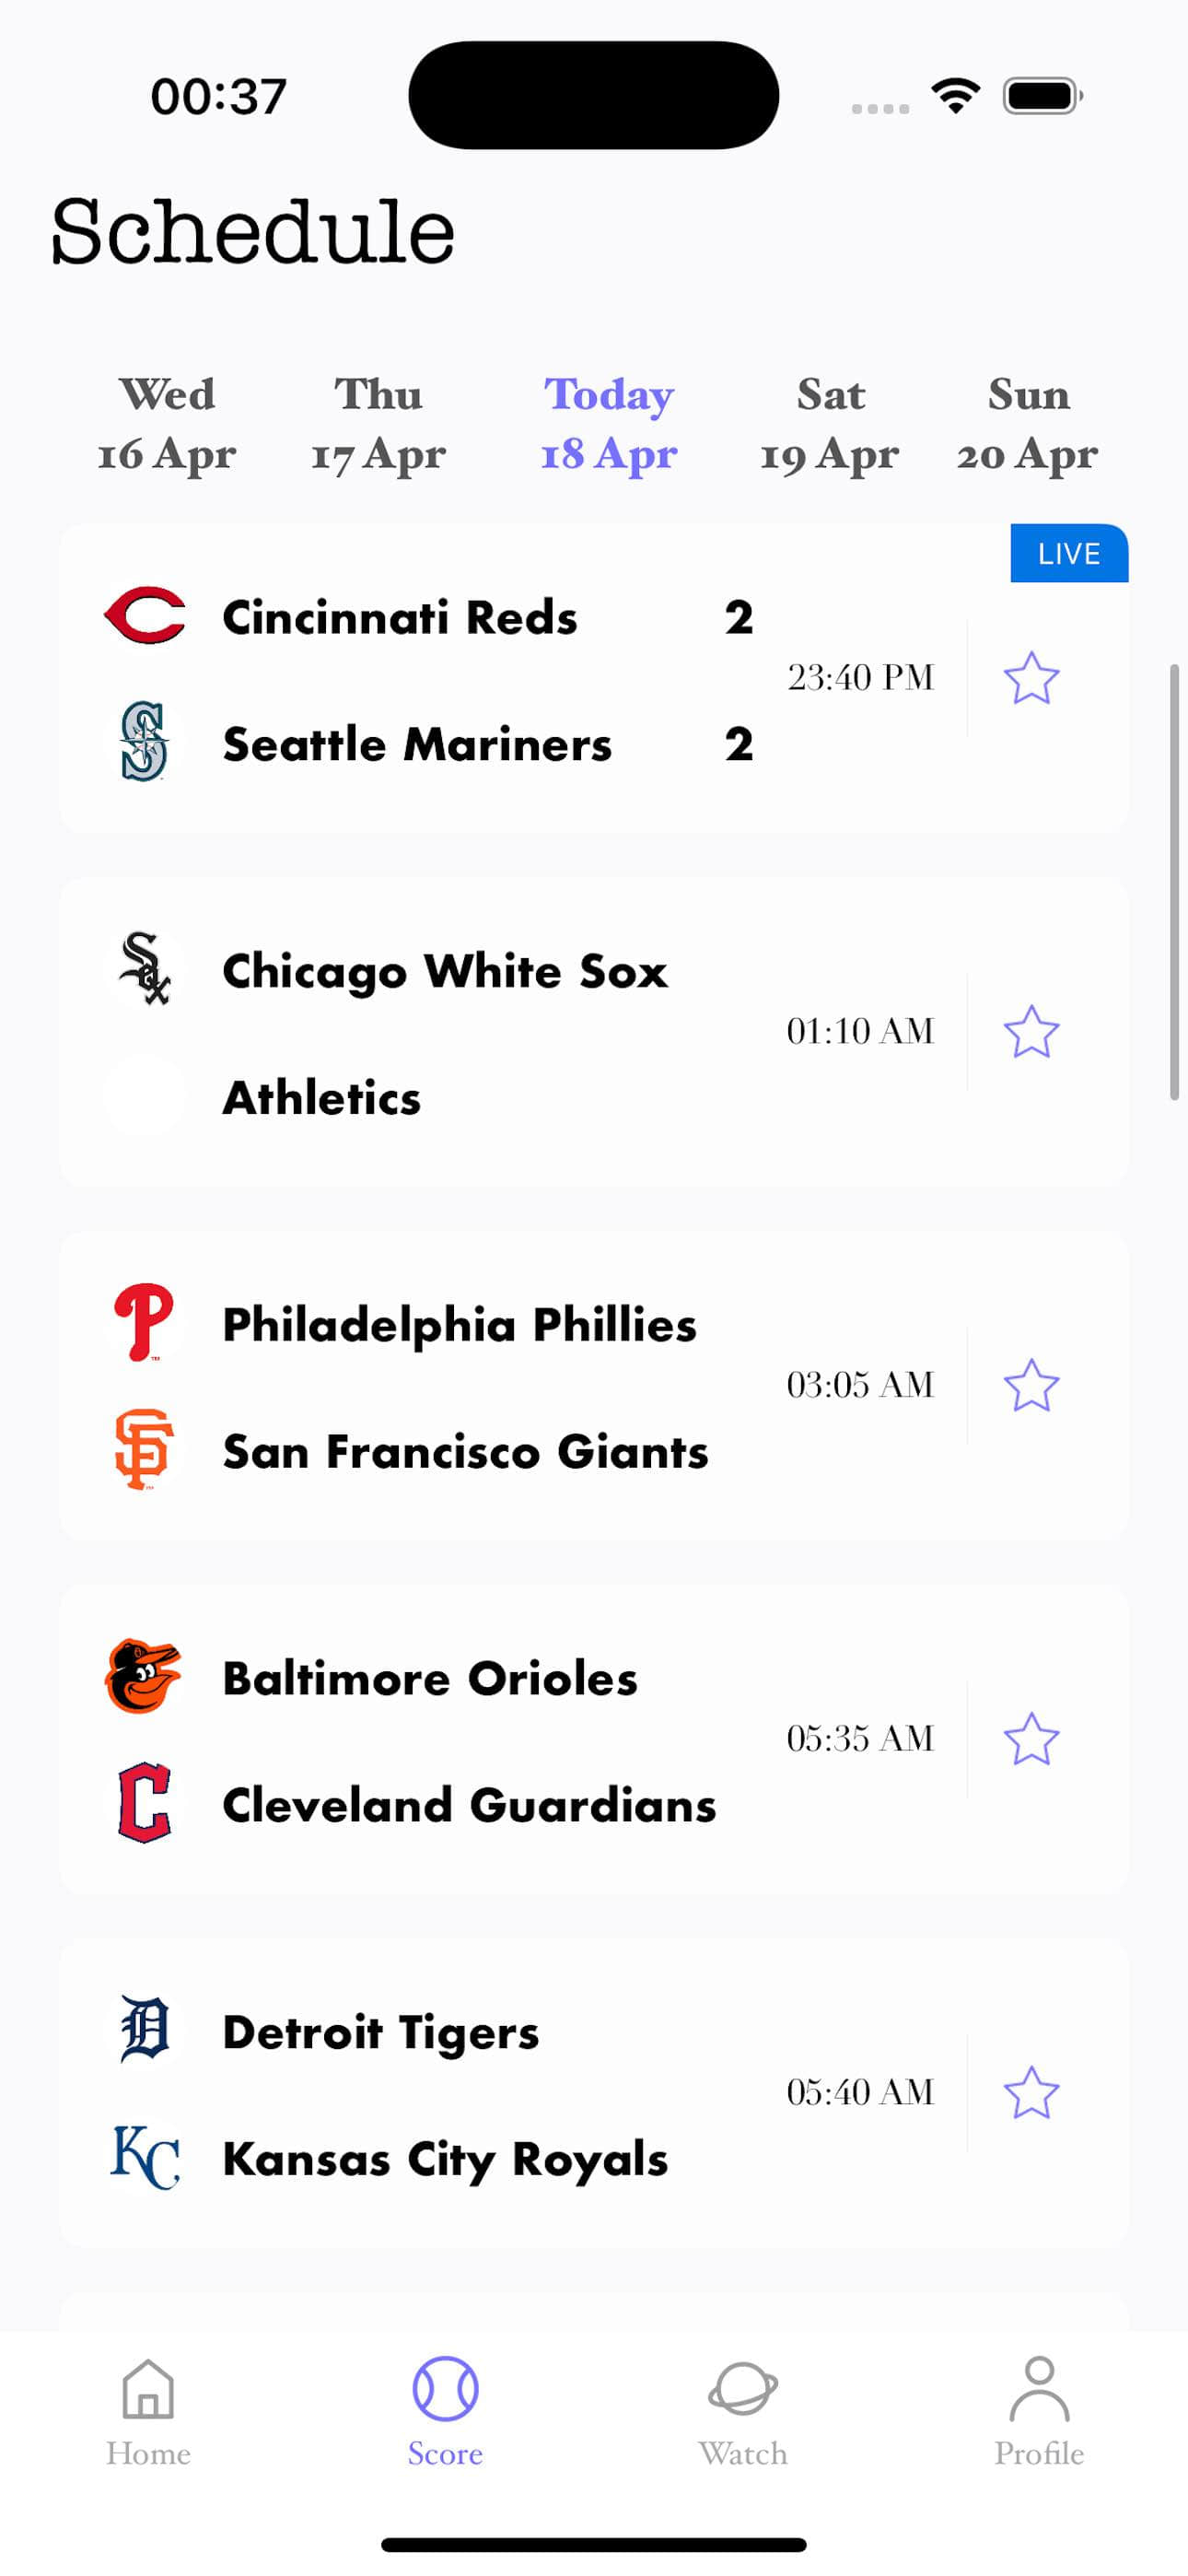 00:37
Schedule
Wed Thu Today Sat Sun
16 Apr 17 Apr 18 Apr 19 Apr 20 Apr
LIVE
Cincinnati Reds 2
23:40 PM
Seattle Mariners 2
Chicago White Sox
01:10 AM
Athletics
Philadelphia Phillies
03:05 AM
San Francisco Giants
Baltimore Orioles
05:35 AM
Cleveland Guardians
Detroit Tigers
05:40 AM
Kansas City Royals
Home Score Watch Profile